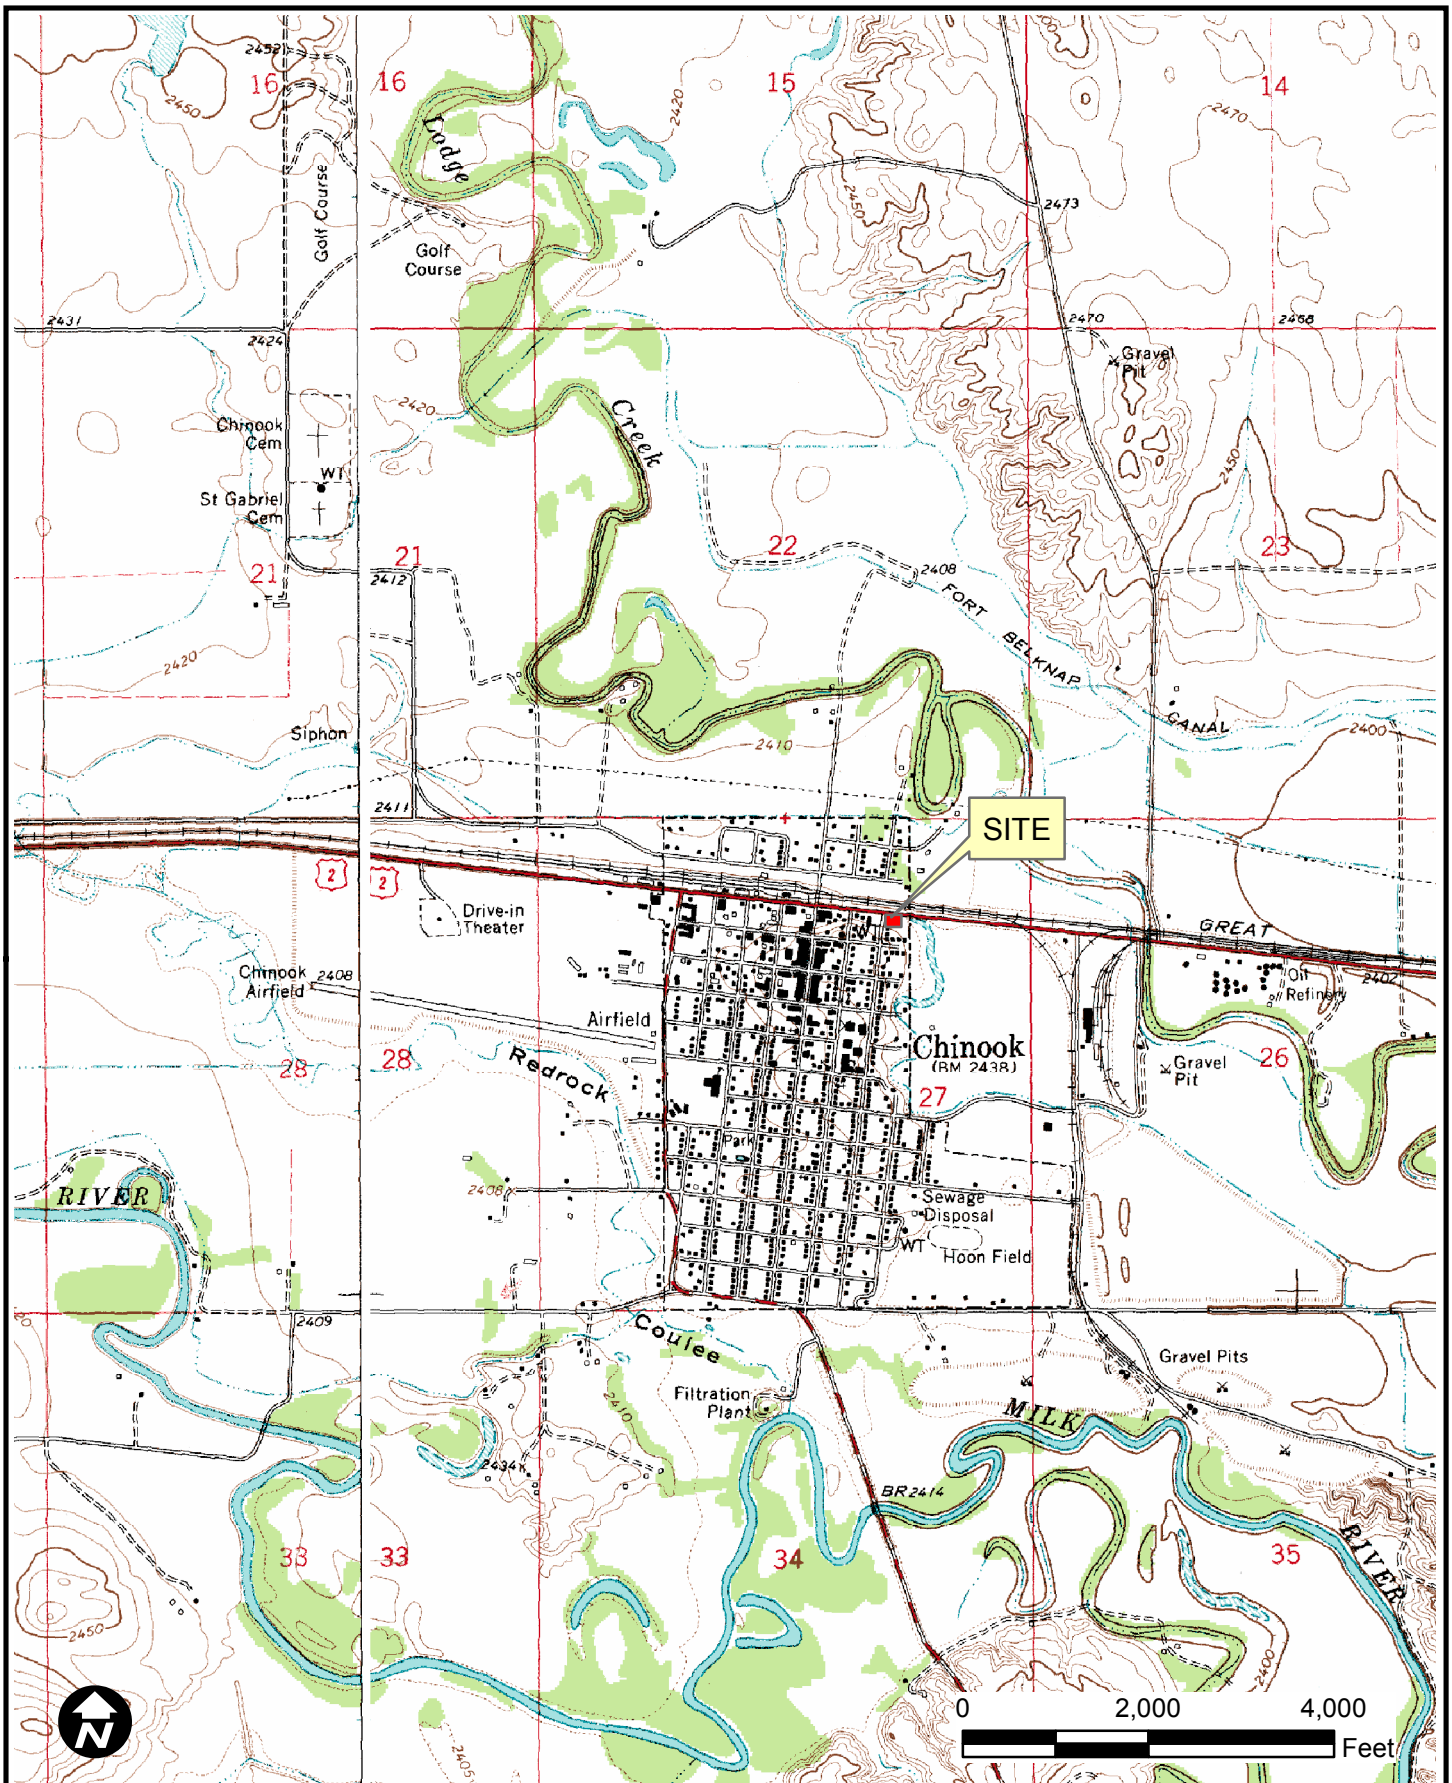 2452
16
16
15
14
2450
2420
2470
Lodge
Golf Course
2450
2473
Golf
Course
2431
2424
2470
2468
Gravel
Pit
2420
Creek
Chinook
Cem
WT
St Gabriel
Cem
2450
21
21
22
23
2412
2408
FORT
BELKNAP
CANAL
2420
Siphon
2410
2400
2411
SITE
2
2
Drive-in
Theater
GREAT
Chinook
Airfield
2408
Oil
Refinery
2402
Airfield
Chinook
(BM 2438)
Redrock
28
28
Gravel
Pit
26
27
Park
RIVER
2408
Sewage
Disposal
WT
Hoon Field
2409
Coulee
Gravel Pits
Filtration
Plant
2410
MILK
2434
BR 2414
RIVER
33
33
34
35
2450
2400
N
0
2,000
4,000
Feet
2405